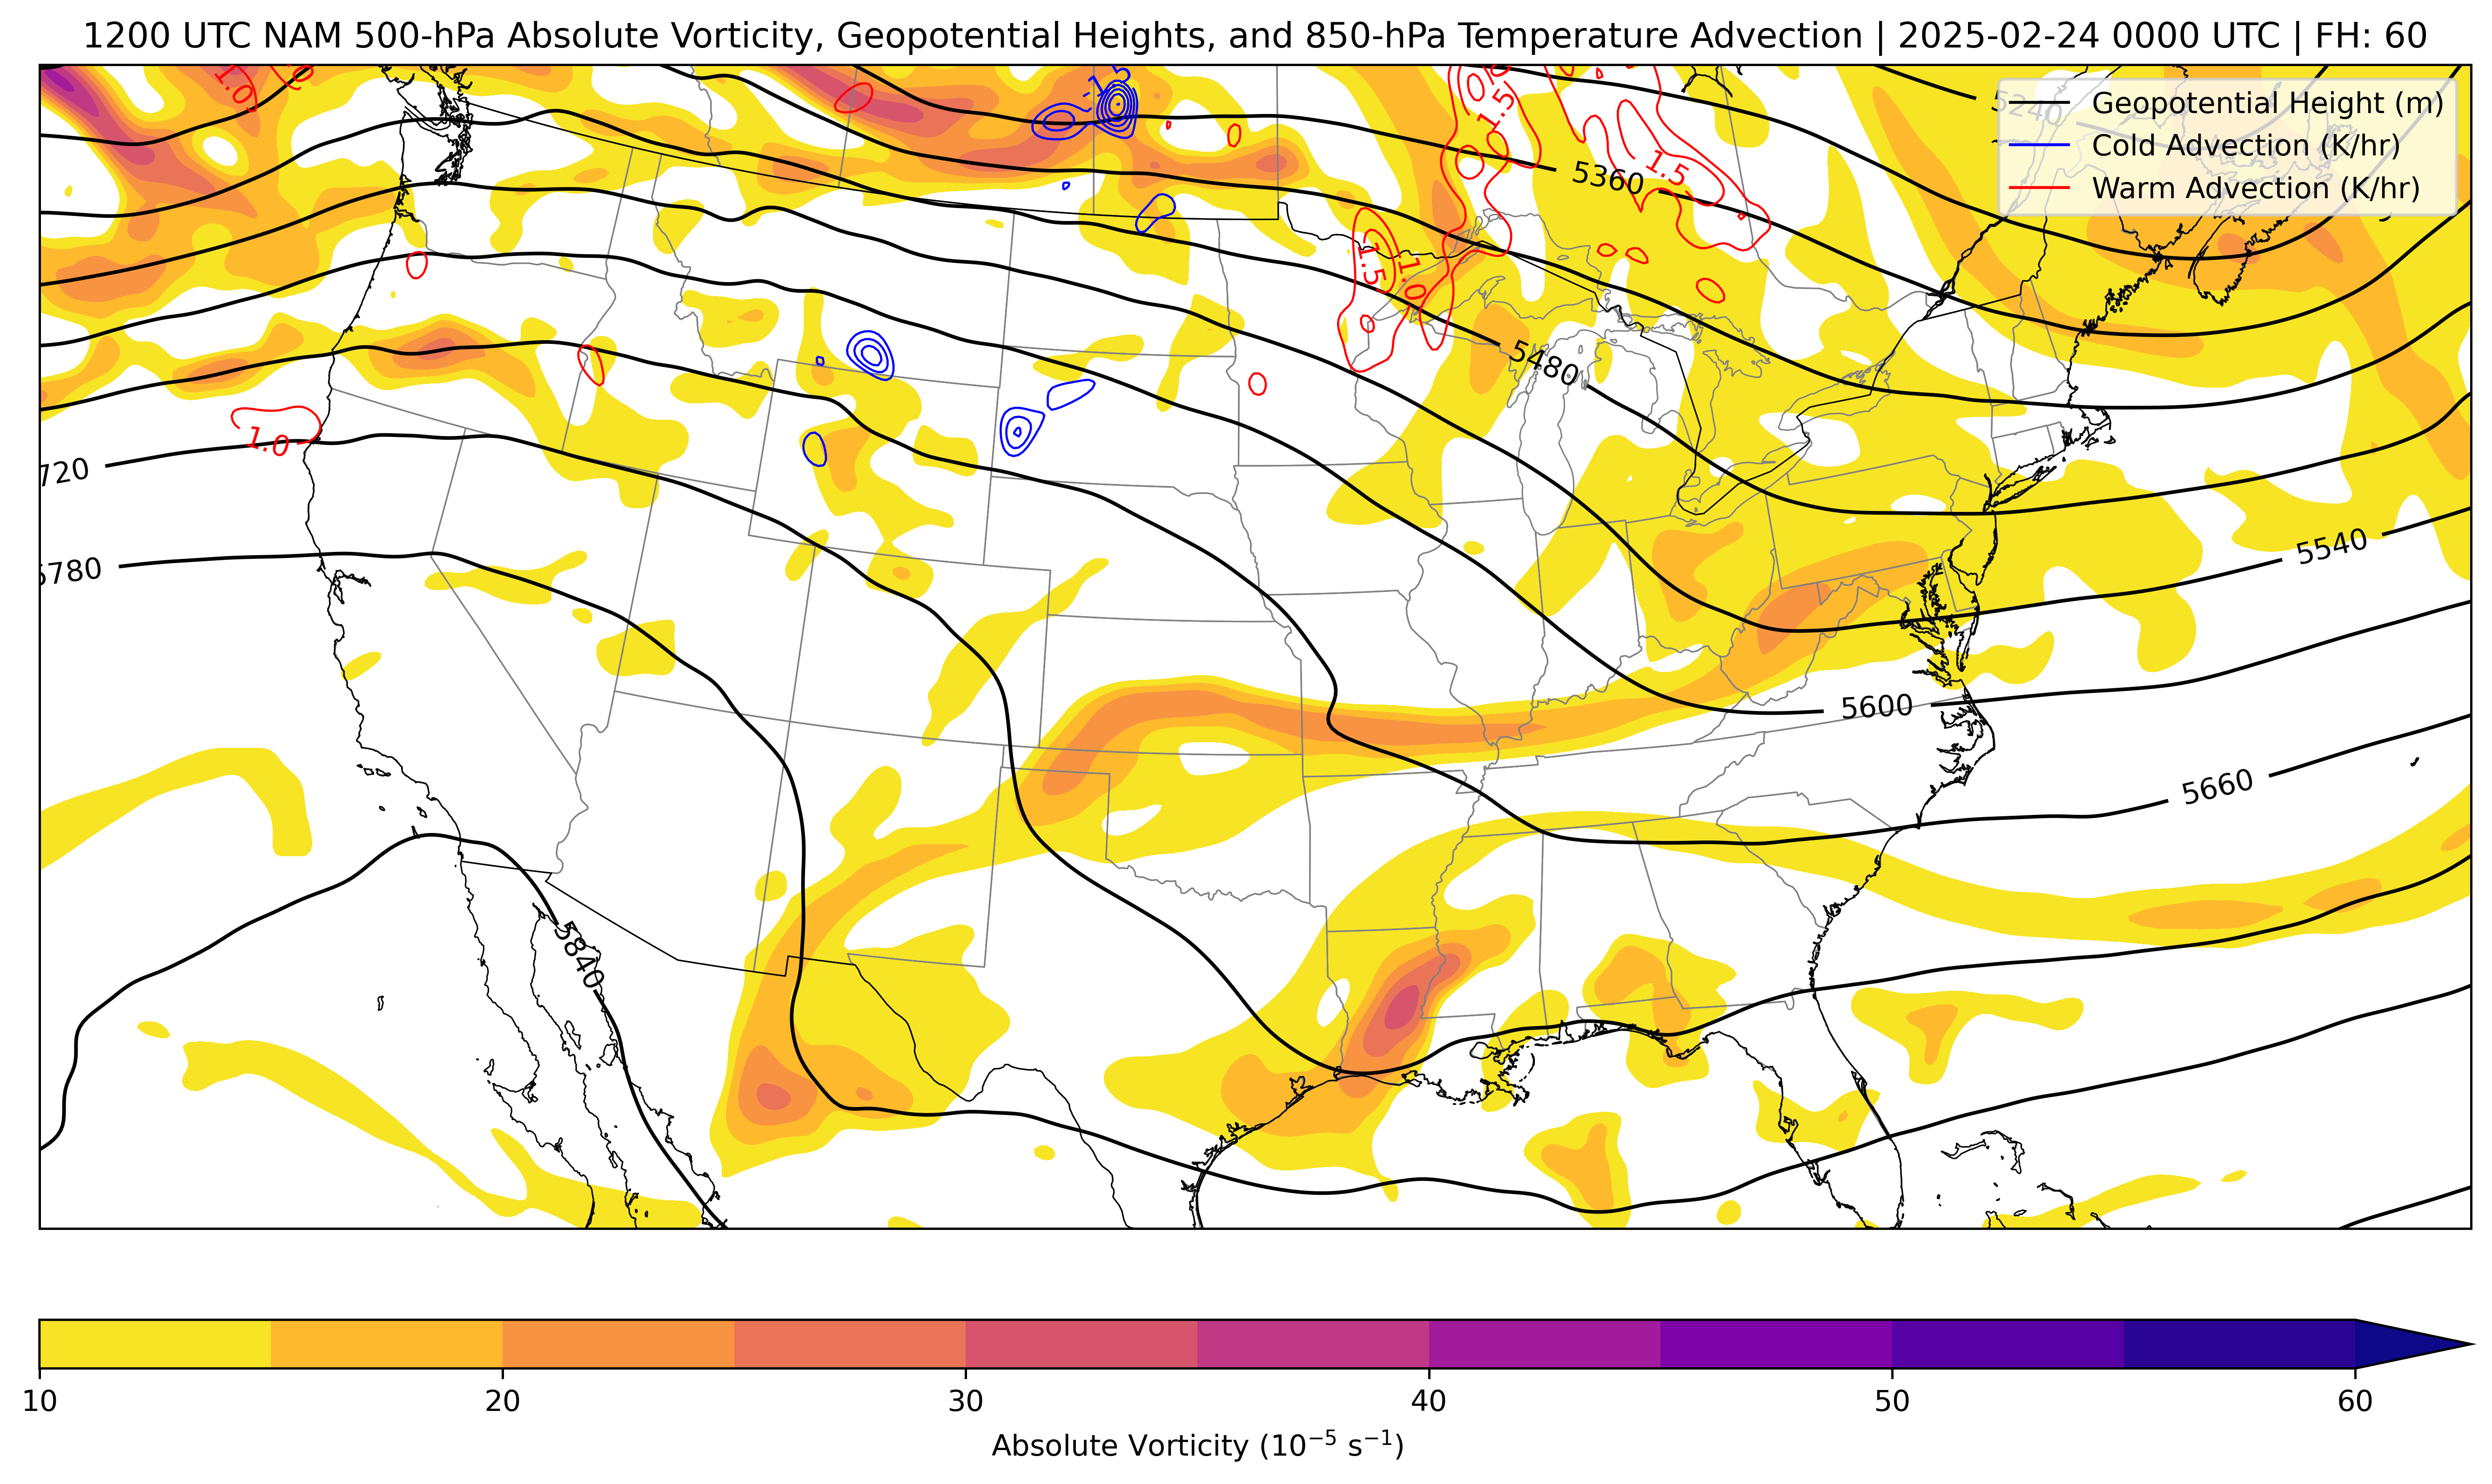 1200 UTC NAM 500-hPa Absolute Vorticity, Geopotential Heights, and 850-hPa Temperature Advection | 2025-02-24 0000 UTC | FH: 60
Geopotential Height (m)
Cold Advection (K/hr)
Warm Advection (K/hr)
1.0
-1.5
1.5
1.5
5240
5360
1.5
1.0
5480
1.0
720
5780
5540
5600
5660
5840
10 20 30 40 50 60
Absolute Vorticity (10⁻⁵ s⁻¹)